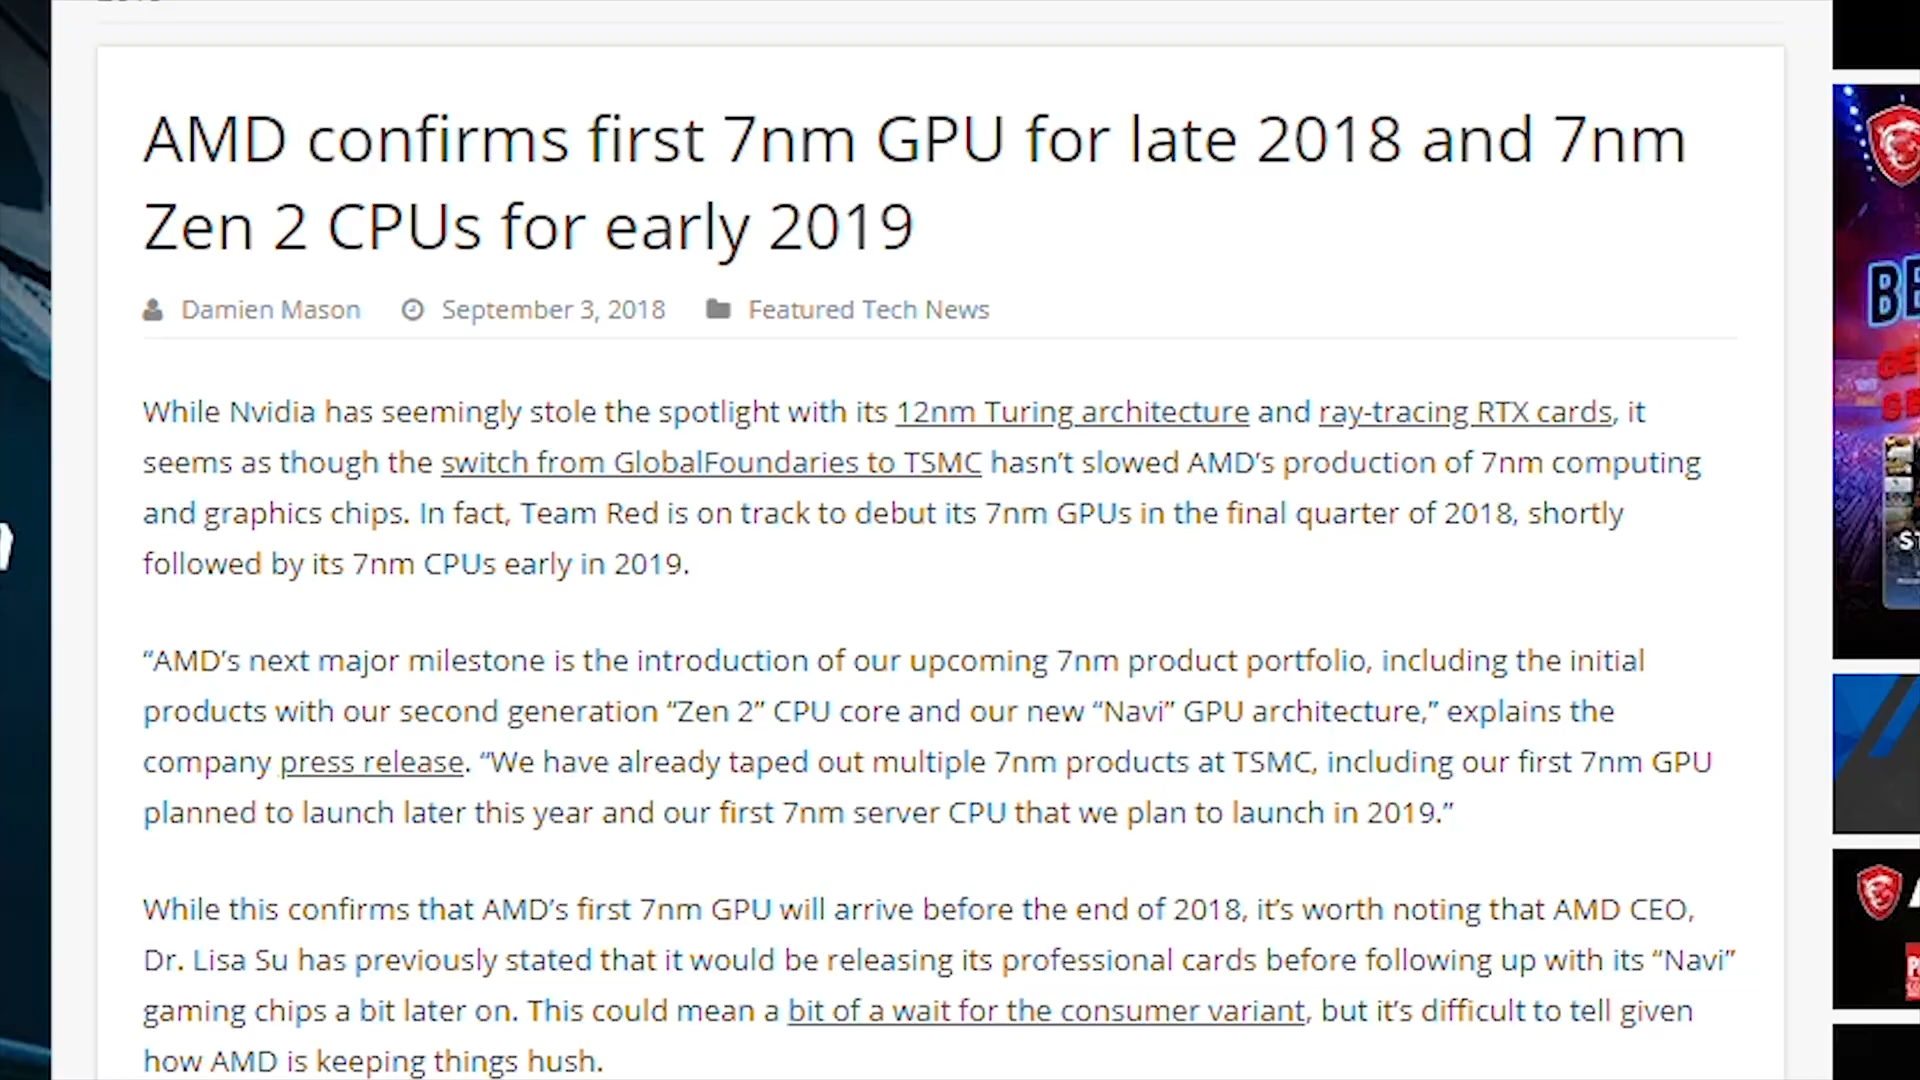 AMD confirms first 7nm GPU for late 2018 and 7nm
Zen 2 CPUs for early 2019
Damien Mason September 3, 2018 Featured Tech News
While Nvidia has seemingly stole the spotlight with its 12nm Turing architecture and ray-tracing RTX cards, it
seems as though the switch from GlobalFoundaries to TSMC hasn’t slowed AMD’s production of 7nm computing
and graphics chips. In fact, Team Red is on track to debut its 7nm GPUs in the final quarter of 2018, shortly
followed by its 7nm CPUs early in 2019.
“AMD’s next major milestone is the introduction of our upcoming 7nm product portfolio, including the initial
products with our second generation “Zen 2” CPU core and our new “Navi” GPU architecture,” explains the
company press release. “We have already taped out multiple 7nm products at TSMC, including our first 7nm GPU
planned to launch later this year and our first 7nm server CPU that we plan to launch in 2019.”
While this confirms that AMD’s first 7nm GPU will arrive before the end of 2018, it’s worth noting that AMD CEO,
Dr. Lisa Su has previously stated that it would be releasing its professional cards before following up with its “Navi”
gaming chips a bit later on. This could mean a bit of a wait for the consumer variant, but it’s difficult to tell given
how AMD is keeping things hush.